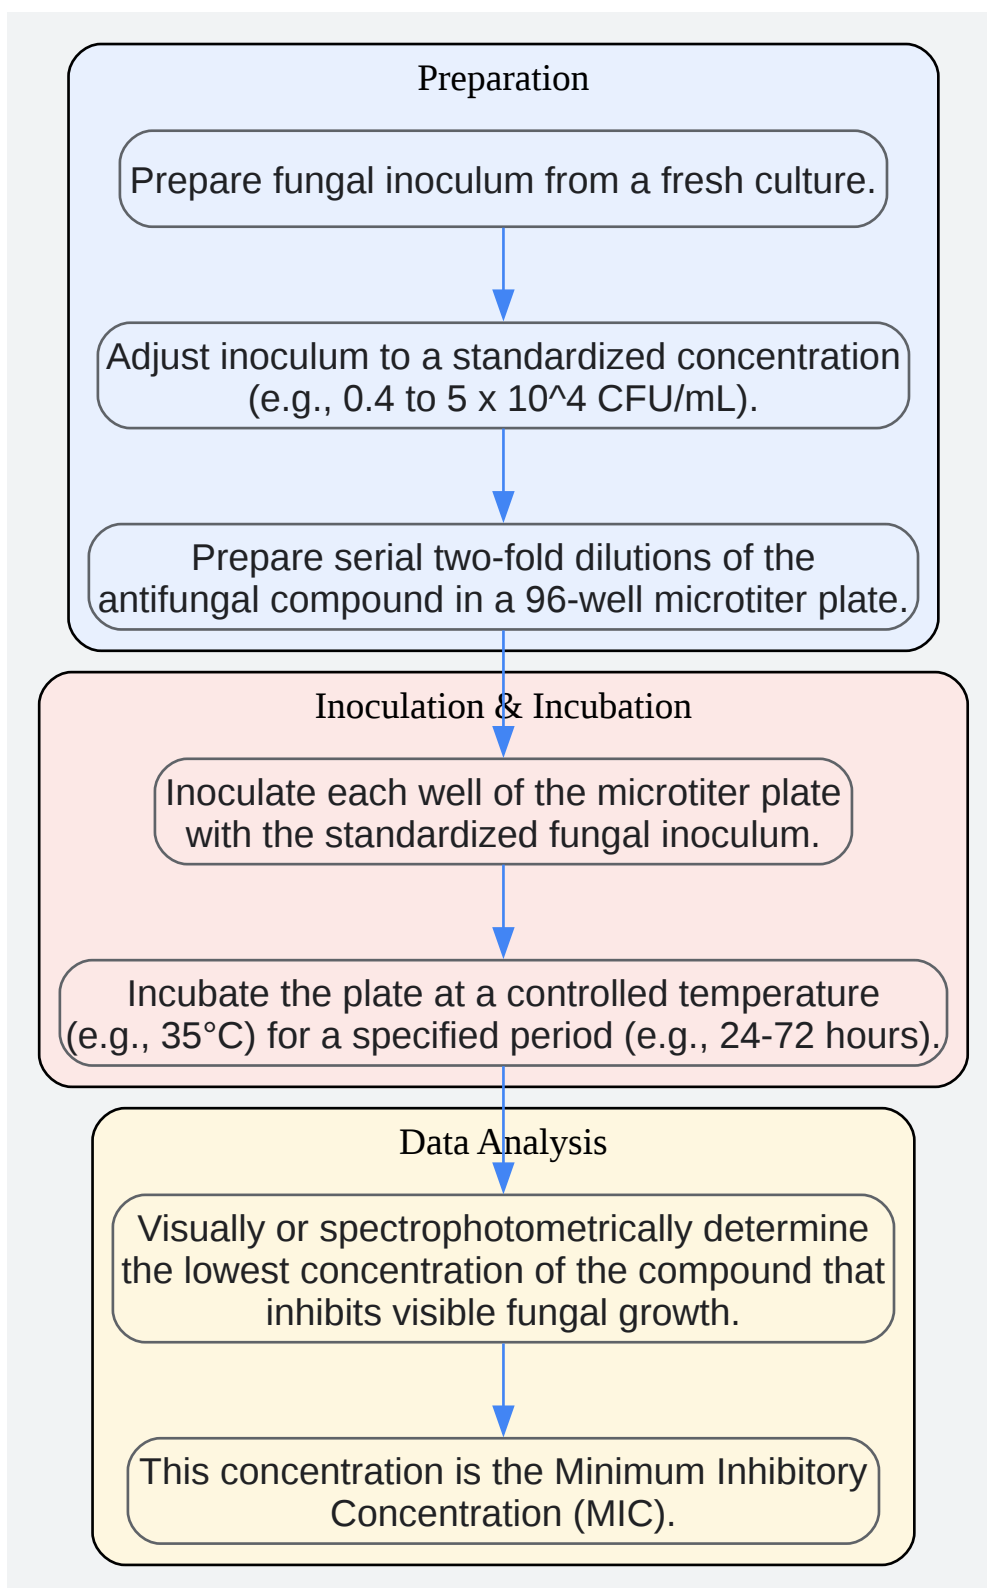 Preparation
Prepare fungal inoculum from a fresh culture.
Adjust inoculum to a standardized concentration
(e.g., 0.4 to 5 x 10^4 CFU/mL).
Prepare serial two-fold dilutions of the
antifungal compound in a 96-well microtiter plate.
Inoculation & Incubation
Inoculate each well of the microtiter plate
with the standardized fungal inoculum.
Incubate the plate at a controlled temperature
(e.g., 35°C) for a specified period (e.g., 24-72 hours).
Data Analysis
Visually or spectrophotometrically determine
the lowest concentration of the compound that
inhibits visible fungal growth.
This concentration is the Minimum Inhibitory
Concentration (MIC).